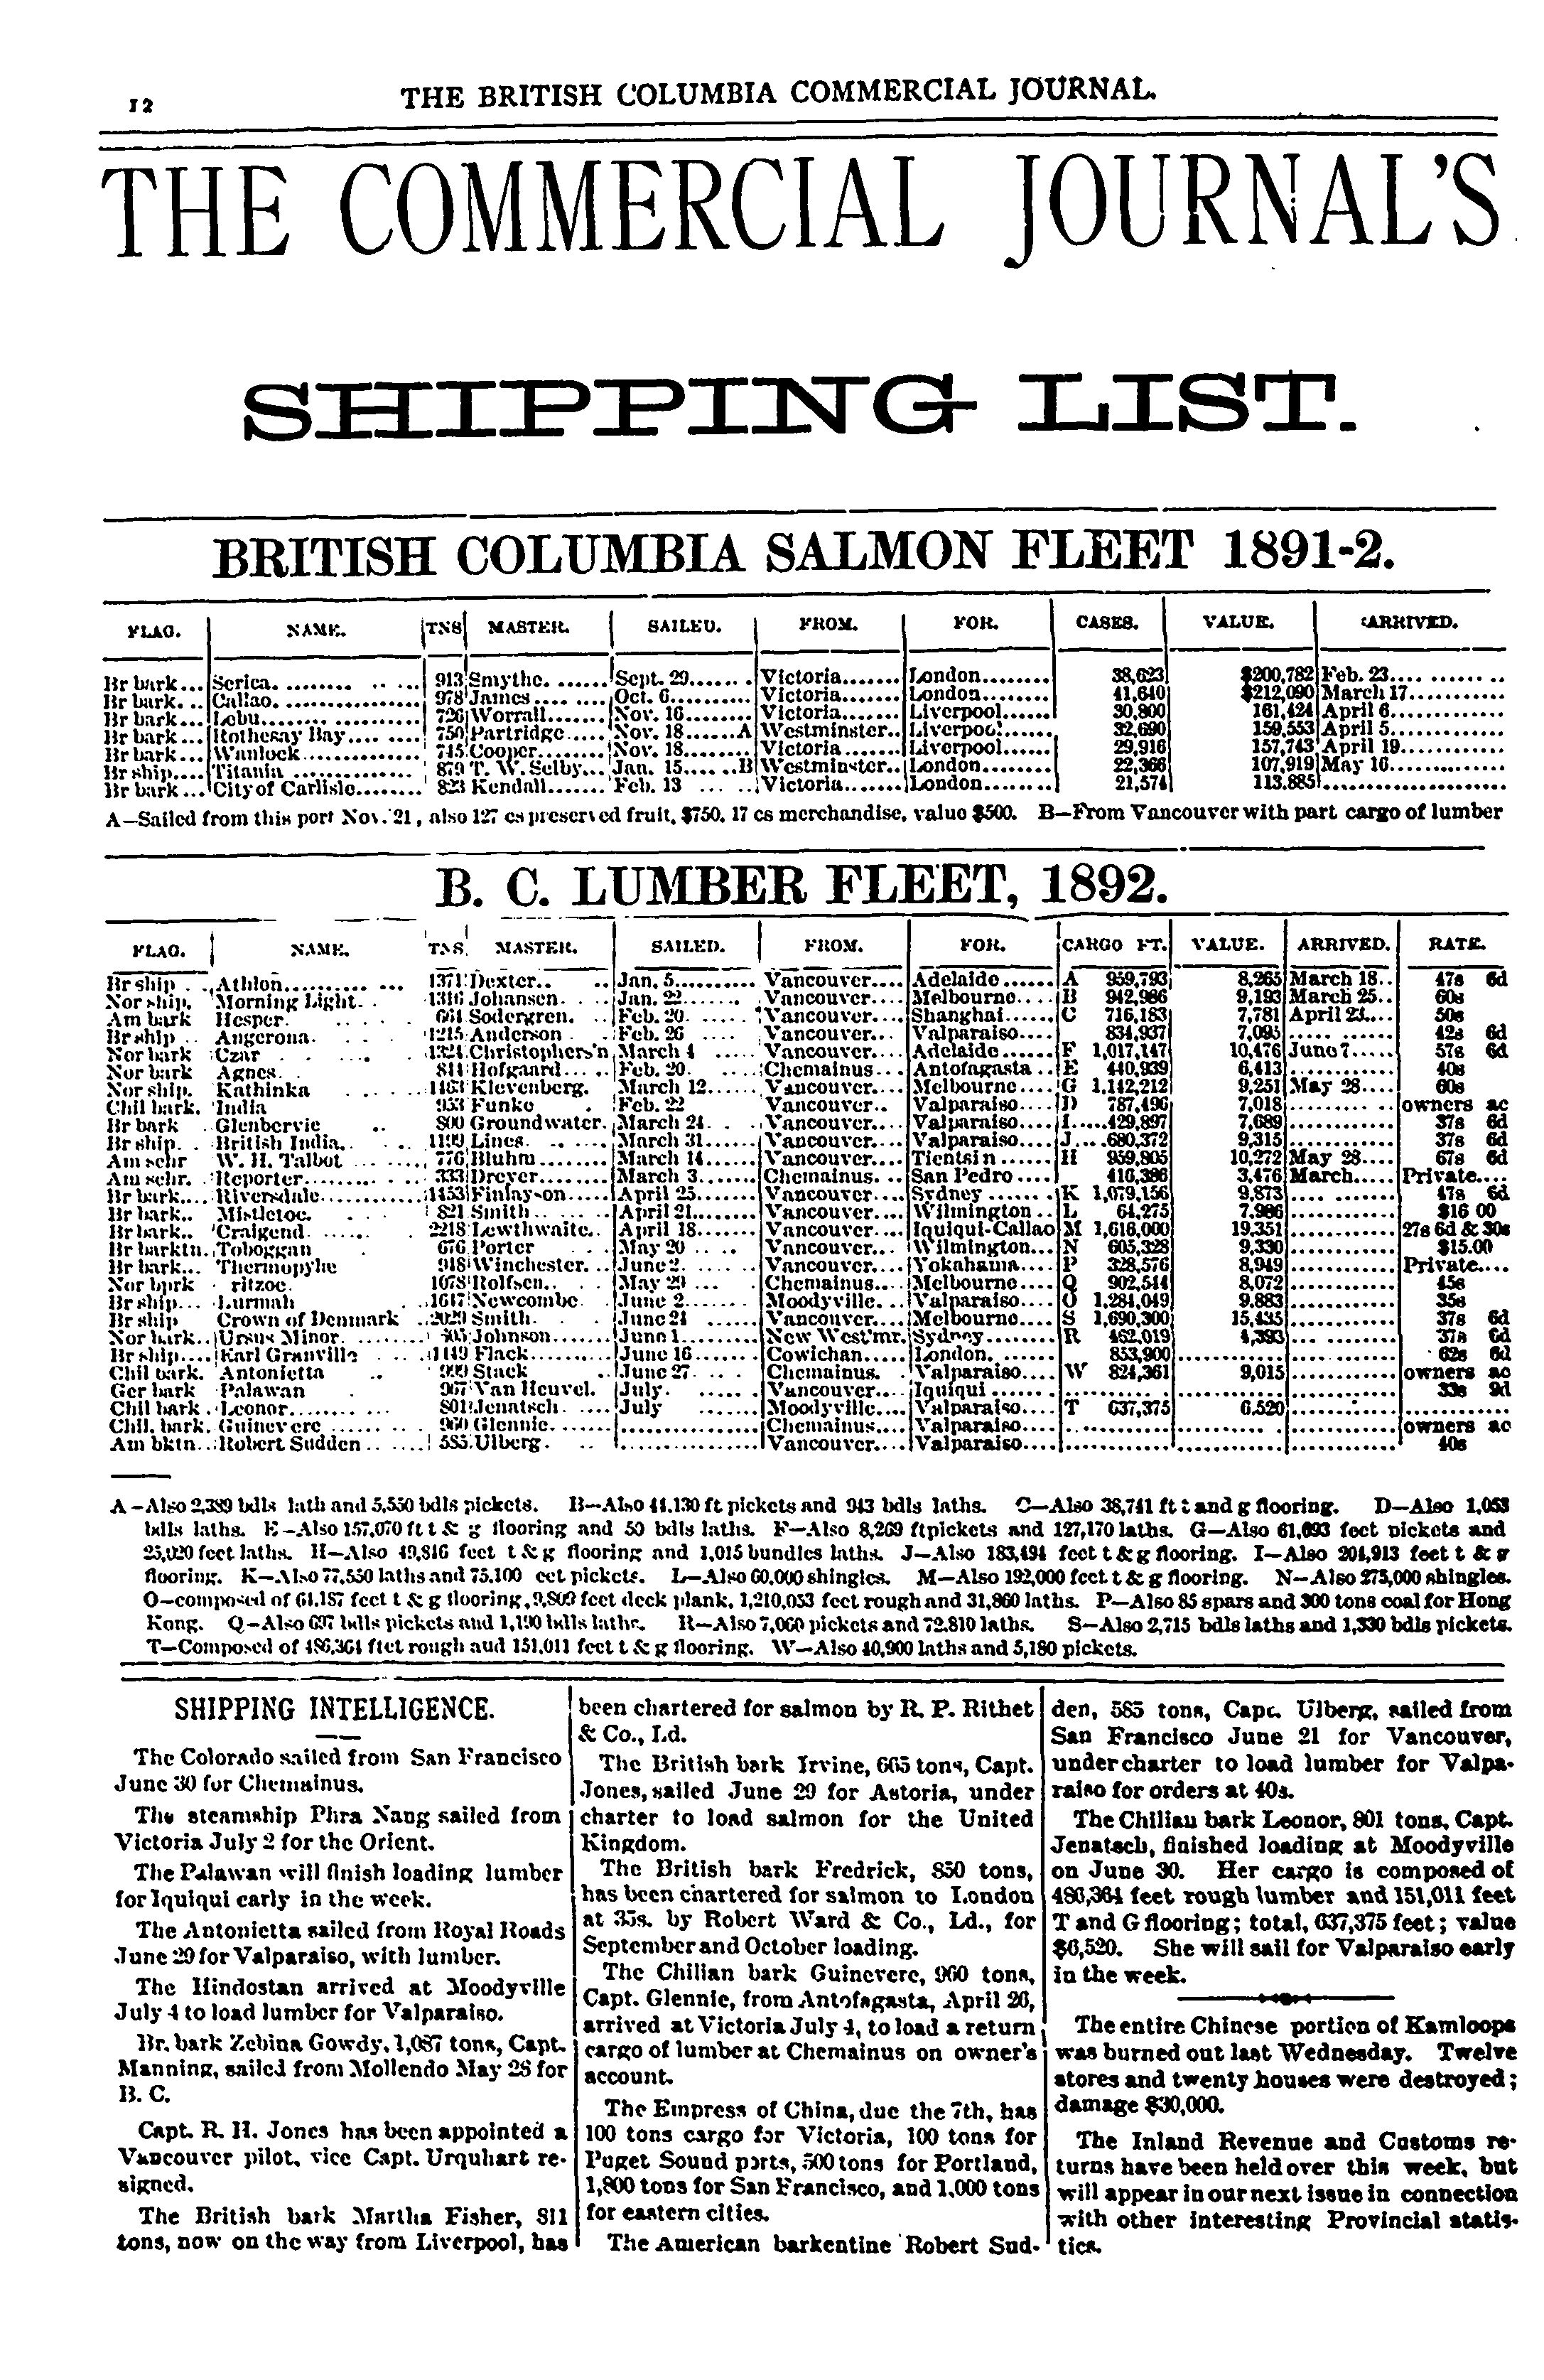 12
THE BRITISH COLUMBIA COMMERCIAL JOURNAL.
THE COMMERCIAL JOURNAL'S
SHIPPING LIST.
BRITISH COLUMBIA SALMON FLEET 1891-2.
FLAG. NAME. TNS MASTER. SAILED. FROM. FOR. CASES. VALUE. ARRIVED.
Br bark... Serica. 913 Smythe. Sept. 29 Victoria London 38,623 $200,782 Feb. 23
Br bark... Callao. 978 James Oct. 6 Victoria London 41,640 $212,090 March 17
Br bark... Lebu 726 Worrall Nov. 16 Victoria Liverpool 30,800 161,424 April 6
Br bark... Rothesay Bay 750 Partridge Nov. 18 A Westminster.. Liverpool 32,690 159,553 April 5
Br bark... Wanlock 745 Cooper Nov. 18 Victoria Liverpool 29,916 157,743 April 19
Br ship.... Titania 879 T. W. Selby... Jan. 15 B Westminster.. London 22,366 107,919 May 16
Br bark... City of Carlisle 823 Kendall Feb. 13 Victoria London 21,574 113.885
A—Sailed from this port Nov. 21, also 127 cs preserved fruit, $750. 17 cs merchandise, value $500. B—From Vancouver with part cargo of lumber
B. C. LUMBER FLEET, 1892.
FLAG. NAME. TNS. MASTER. SAILED. FROM. FOR. CARGO FT. VALUE. ARRIVED. RATE.
Br ship Athlon 1371 Dexter.. Jan. 5 Vancouver.... Adelaide A 959,793 8,265 March 18.. 47s 6d
Nor ship. Morning Light. 1316 Johansen. Jan. 22 Vancouver.... Melbourne.... B 942,986 9,193 March 25.. 60s
Am bark Hesper. 664 Sodergren. Feb. 20 Vancouver.... Shanghai C 716,183 7,781 April 23.... 50s
Br ship Angerona. 1215 Anderson Feb. 26 Vancouver.... Valparaiso.... 834,937 7,095 42s 6d
Nor bark Czar 1324 Christophers'n March 4 Vancouver.... Adelaide F 1,017,147 10,476 June 7 57s 6d
Nor bark Agnes. 811 Hofgaard Feb. 20. Chemainus... Antofagasta.. E 440,939 6,413 40s
Nor ship. Kathinka 1463 Klevenberg. March 12 Vancouver.... Melbourne.... G 1,142,212 9,251 May 28.... 60s
Chil bark. India 953 Funke Feb. 22 Vancouver.. Valparaiso.... D 787,496 7,018 owners ac
Br bark Glenbervie 800 Groundwater. March 24 Vancouver.... Valparaiso.... I 429,897 7,689 37s 6d
Br ship. British India.. 1199 Lines. March 31 Vancouver.... Valparaiso.... J 680,372 9,315 37s 6d
Am schr W. H. Talbot 776 Bluhm March 14 Vancouver.... Tientsin H 959,805 10,272 May 28.... 67s 6d
Am schr. Reporter 333 Dreyer March 3 Chemainus... San Pedro 416,386 3,476 March..... Private....
Br bark.... Riversdale 1453 Finlayson April 25 Vancouver.... Sydney K 1,079,156 9,873 47s 6d
Br bark.. Mistletoe. 821 Smith April 21 Vancouver.... Wilmington.. L 64,275 7,986 $16 00
Br bark.. Craigend. 2218 Lewthwaite.. April 18 Vancouver.... Iquiqui-Callao M 1,616,000 19,351 27s 6d & 30s
Br barktn. Toboggan 676 Porter May 20 Vancouver.... Wilmington... N 605,328 9,330 $15.00
Br bark... Thermopylae 948 Winchester. June 2 Vancouver.... Yokahama.... P 328,576 8,949 Private....
Nor bprk ritzoe. 1078 Rolfsen.. May 29 Chemainus.... Melbourne.... Q 902,544 8,072 45s
Br ship... Lurmah 1617 Newcombe June 2 Moodyville... Valparaiso.... O 1,284,049 9,883 35s
Br ship Crown of Denmark 2029 Smith. June 24 Vancouver.... Melbourne.... S 1,690,300 15,435 37s 6d
Nor bark.. Ursus Minor Johnson June 1 New West'mr. Sydney R 462,019 4,393 37s 6d
Br ship.... Earl Granville 1149 Flack June 16 Cowichan London 853,900 62s 6d
Chil bark. Antonietta 999 Stack June 27 Chemainus. Valparaiso.... W 824,361 9,015 owners ac
Ger bark Palawan 967 Van Heuvel. July. Vancouver.... Iquiqui 33s 9d
Chil bark Leonor 801 Jenatsch. July Moodyville.... Valparaiso.... T 637,375 6.520
Chil. bark. Guinevere 960 Glennie. Chemainus.... Valparaiso.... owners ac
Am bktn. Robert Sudden 585 Ulberg. Vancouver.... Valparaiso.... 40s
A—Also 2,389 bdls lath and 5,550 bdls pickets. B—Also 44,130 ft pickets and 943 bdls laths. C—Also 38,741 ft t and g flooring. D—Also 1,053
bdls laths. E—Also 157,070 ft t & g flooring and 50 bdls laths. F—Also 8,269 ftpickets and 127,170 laths. G—Also 61,693 feet pickets and
25,020 feet laths. H—Also 49,816 feet t & g flooring and 1,015 bundles laths. J—Also 183,494 feet t & g flooring. I—Also 204,913 feet t & g
flooring. K—Also 77,550 laths and 75,100 eet pickets. L—Also 60,000 shingles. M—Also 192,000 feet t & g flooring. N—Also 275,000 shingles.
O—composed of 61,187 feet t & g flooring, 9,809 feet deck plank, 1,210,053 feet rough and 31,860 laths. P—Also 85 spars and 300 tons coal for Hong
Kong. Q—Also 697 bdls pickets and 1,190 bdls laths. R—Also 7,060 pickets and 72,810 laths. S—Also 2,715 bdls laths and 1,330 bdls pickets.
T—Composed of 486,364 feet rough aud 151,011 feet t & g flooring. W—Also 40,900 laths and 5,180 pickets.
SHIPPING INTELLIGENCE.
The Colorado sailed from San Francisco
June 30 for Chemainus.
The steamship Phra Nang sailed from
Victoria July 2 for the Orient.
The Palawan will finish loading lumber
for Iquiqui early in the week.
The Antonietta sailed from Royal Roads
June 29 for Valparaiso, with lumber.
The Hindostan arrived at Moodyville
July 4 to load lumber for Valparaiso.
Br. bark Zebina Gowdy, 1,087 tons, Capt.
Manning, sailed from Mollendo May 28 for
B. C.
Capt. R. H. Jones has been appointed a
Vancouver pilot, vice Capt. Urquhart re-
signed.
The British bark Martha Fisher, 811
tons, now on the way from Liverpool, has
been chartered for salmon by R. P. Rithet
& Co., Ld.
The British bark Irvine, 665 tons, Capt.
Jones, sailed June 29 for Astoria, under
charter to load salmon for the United
Kingdom.
The British bark Fredrick, 850 tons,
has been chartered for salmon to London
at 35s. by Robert Ward & Co., Ld., for
September and October loading.
The Chilian bark Guinevere, 960 tons,
Capt. Glennie, from Antofagasta, April 26,
arrived at Victoria July 4, to load a return
cargo of lumber at Chemainus on owner's
account.
The Empress of China, due the 7th, has
100 tons cargo for Victoria, 100 tons for
Puget Sound ports, 500 tons for Portland,
1,800 tons for San Francisco, and 1,000 tons
for eastern cities.
The American barkentine Robert Sud-
den, 585 tons, Capt. Ulberg, sailed from
San Francisco June 21 for Vancouver,
under charter to load lumber for Valpa-
raiso for orders at 40s.
The Chilian bark Leonor, 801 tons, Capt.
Jenatsch, finished loading at Moodyville
on June 30. Her cargo is composed of
486,364 feet rough lumber and 151,011 feet
T and G flooring; total, 637,375 feet; value
$6,520. She will sail for Valparaiso early
in the week.
The entire Chinese portion of Kamloops
was burned out last Wednesday. Twelve
stores and twenty houses were destroyed;
damage $30,000.
The Inland Revenue and Customs re-
turns have been held over this week, but
will appear in our next issue in connection
with other interesting Provincial statis-
tics.